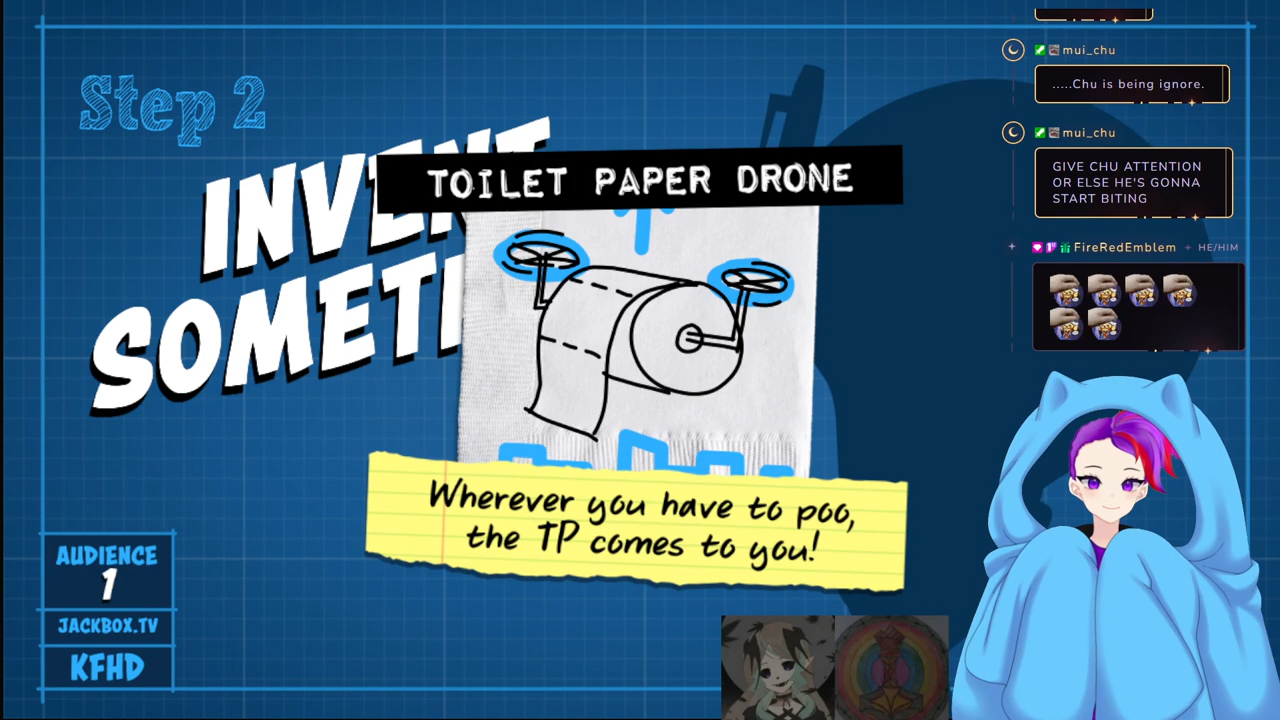 Step 2
INVENT
SOMETI
TOILET PAPER DRONE
Wherever you have to poo,
the TP comes to you!
AUDIENCE
1
JACKBOX.TV
KFHD
mui_chu
.....Chu is being ignore.
mui_chu
GIVE CHU ATTENTION
OR ELSE HE'S GONNA
START BITING
FireRedEmblem HE/HIM